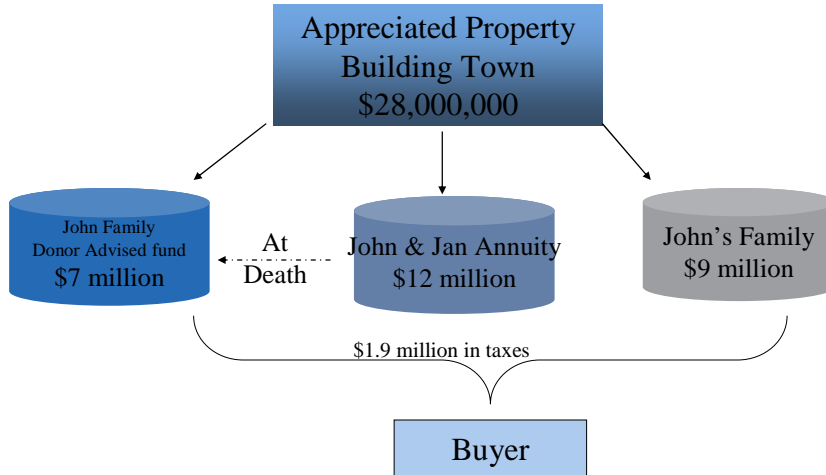 Appreciated Property
Building Town
$28,000,000
John Family
Donor Advised fund
$7 million
At
Death
John & Jan Annuity
$12 million
John’s Family
$9 million
$1.9 million in taxes
Buyer